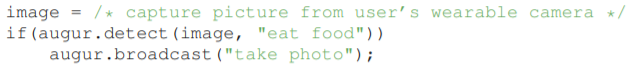 image = /* capture picture from user’s wearable camera */
if(augur.detect(image, "eat food"))
    augur.broadcast("take photo");